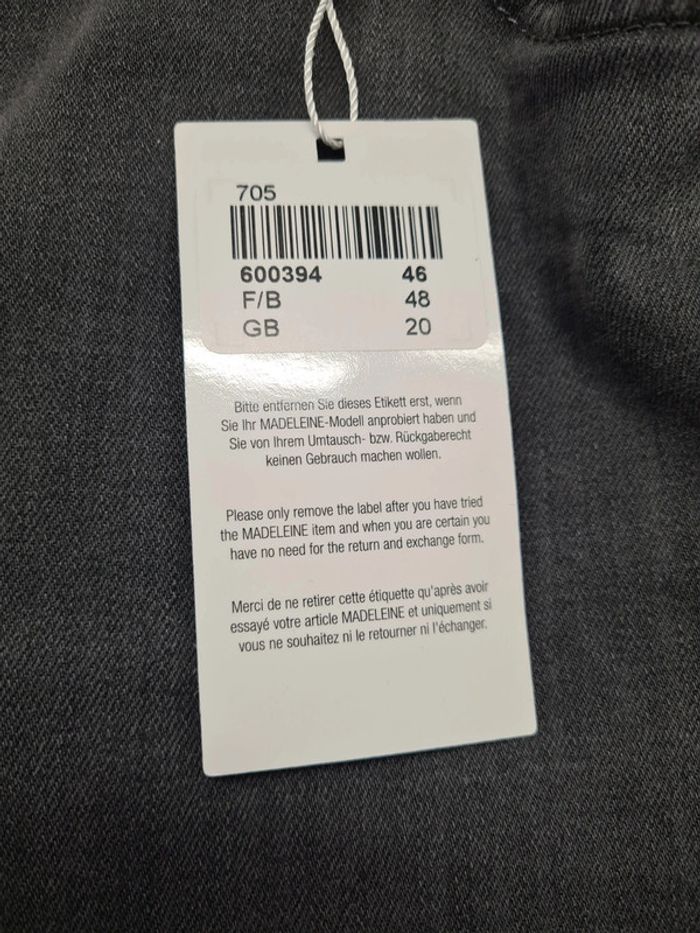 705
600394 46
F/B 48
GB 20
Bitte entfernen Sie dieses Etikett erst, wenn
Sie Ihr MADELEINE-Modell anprobiert haben und
Sie von Ihrem Umtausch- bzw. Rückgaberecht
keinen Gebrauch machen wollen.
Please only remove the label after you have tried
the MADELEINE item and when you are certain you
have no need for the return and exchange form.
Merci de ne retirer cette étiquette qu'après avoir
essayé votre article MADELEINE et uniquement si
vous ne souhaitez ni le retourner ni l'échanger.